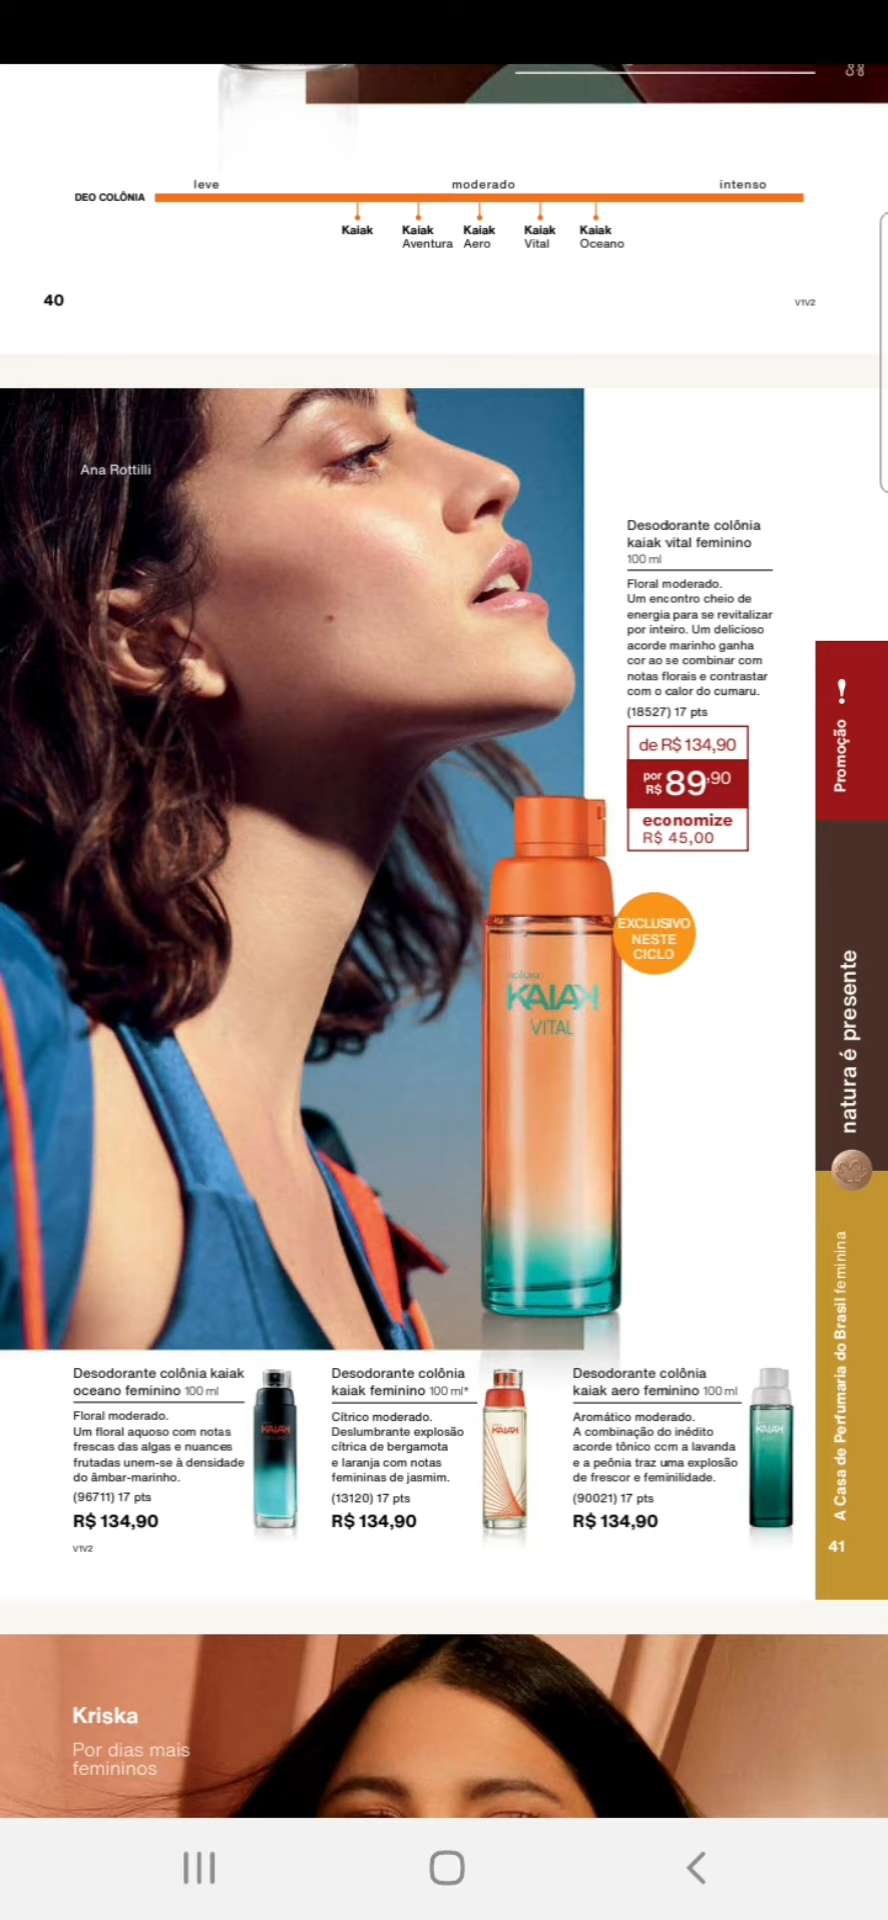 leve moderado intenso
DEO COLÔNIA
Kaiak Kaiak Kaiak Kaiak Kaiak
Aventura Aero Vital Oceano
40
V1V2
Ana Rottilli
Desodorante colônia
kaiak vital feminino
100 ml
Floral moderado.
Um encontro cheio de
energia para se revitalizar
por inteiro. Um delicioso
acorde marinho ganha
cor ao se combinar com
notas florais e contrastar
com o calor do cumaru.
(18527) 17 pts
de R$ 134,90
por R$ 89,90
economize
R$ 45,00
EXCLUSIVO
NESTE
CICLO
natura
KAIAK
VITAL
Promoção !
natura é presente
A Casa de Perfumaria do Brasil feminina
41
Desodorante colônia kaiak
oceano feminino 100 ml
Floral moderado.
Um floral aquoso com notas
frescas das algas e nuances
frutadas unem-se à densidade
do âmbar-marinho.
(96711) 17 pts
R$ 134,90
V1V2
KAIAK
Desodorante colônia
kaiak feminino 100 ml*
Cítrico moderado.
Deslumbrante explosão
cítrica de bergamota
e laranja com notas
femininas de jasmim.
(13120) 17 pts
R$ 134,90
KAIAK
Desodorante colônia
kaiak aero feminino 100 ml
Aromático moderado.
A combinação do inédito
acorde tônico com a lavanda
e a peônia traz uma explosão
de frescor e feminilidade.
(90021) 17 pts
R$ 134,90
KAIAK
Kriska
Por dias mais
femininos